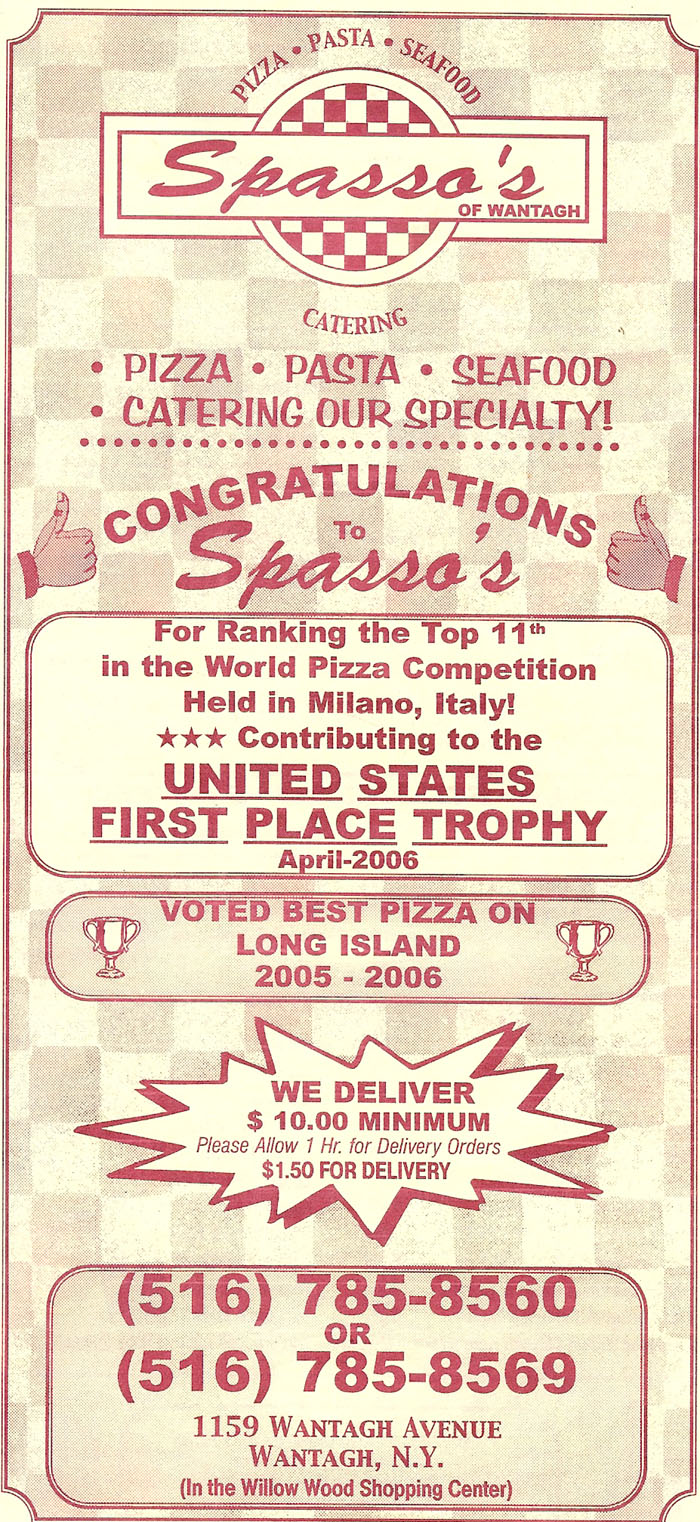 PIZZA • PASTA • SEAFOOD
Spasso's
OF WANTAGH
CATERING
• PIZZA • PASTA • SEAFOOD
• CATERING OUR SPECIALTY!
CONGRATULATIONS
To
Spasso's
For Ranking the Top 11th
in the World Pizza Competition
Held in Milano, Italy!
★★★ Contributing to the
UNITED STATES
FIRST PLACE TROPHY
April-2006
VOTED BEST PIZZA ON
LONG ISLAND
2005 - 2006
WE DELIVER
$ 10.00 MINIMUM
Please Allow 1 Hr. for Delivery Orders
$1.50 FOR DELIVERY
(516) 785-8560
OR
(516) 785-8569
1159 WANTAGH AVENUE
WANTAGH, N.Y.
(In the Willow Wood Shopping Center)